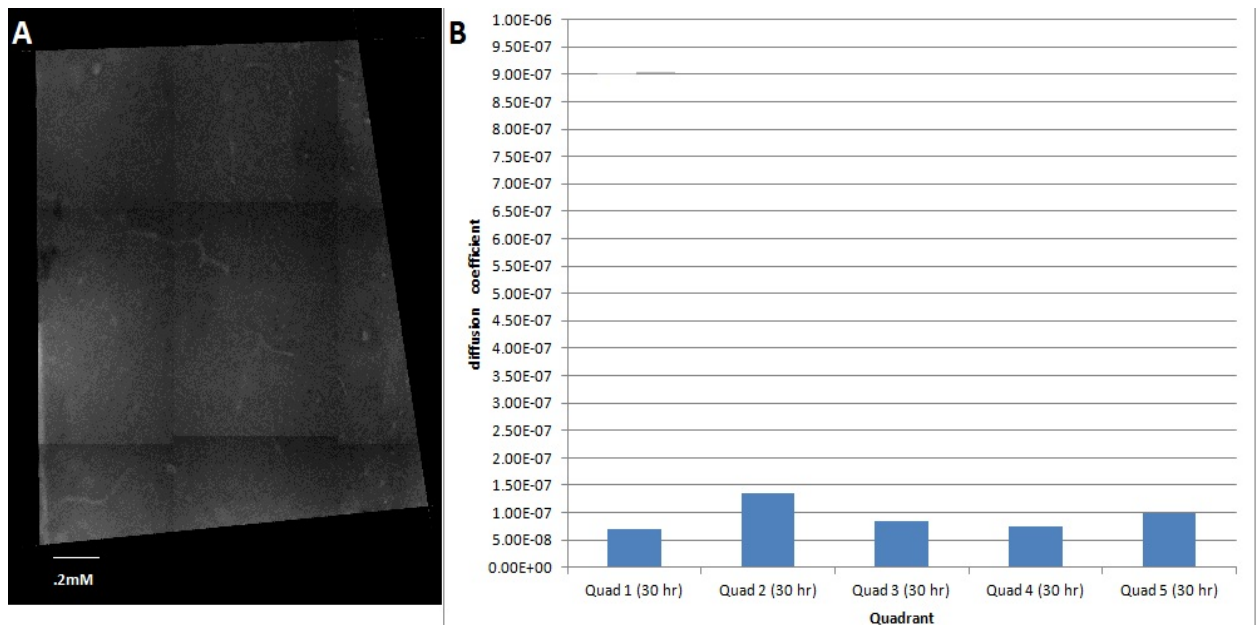 A
.2mM
B
1.00E-06
9.50E-07
9.00E-07
8.50E-07
8.00E-07
7.50E-07
7.00E-07
6.50E-07
6.00E-07
5.50E-07
5.00E-07
4.50E-07
4.00E-07
3.50E-07
3.00E-07
2.50E-07
2.00E-07
1.50E-07
1.00E-07
5.00E-08
0.00E+00
diffusion coefficient
Quad 1 (30 hr) Quad 2 (30 hr) Quad 3 (30 hr) Quad 4 (30 hr) Quad 5 (30 hr)
Quadrant